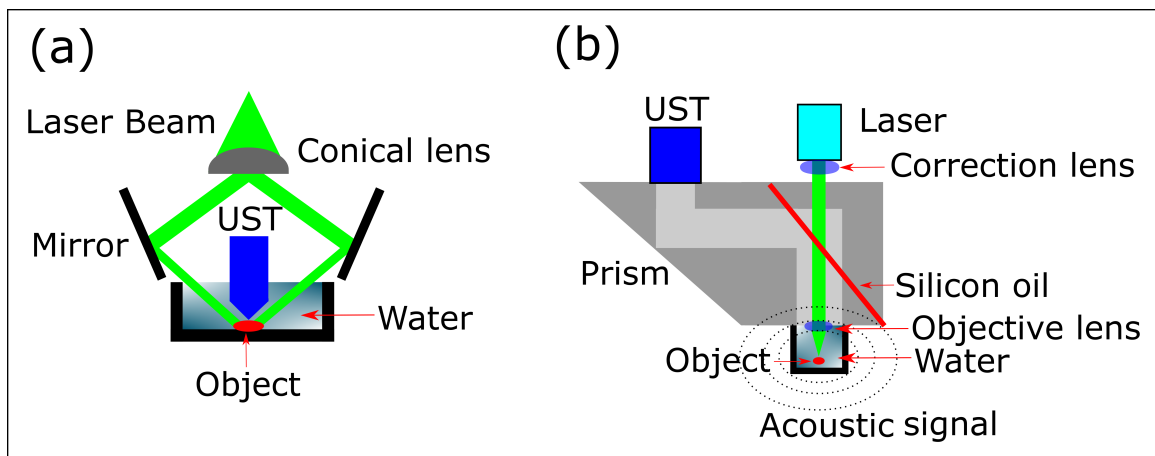 (a)
Laser Beam
Conical lens
UST
Mirror
Water
Object
(b)
UST
Laser
Correction lens
Prism
Silicon oil
Objective lens
Object
Water
Acoustic signal